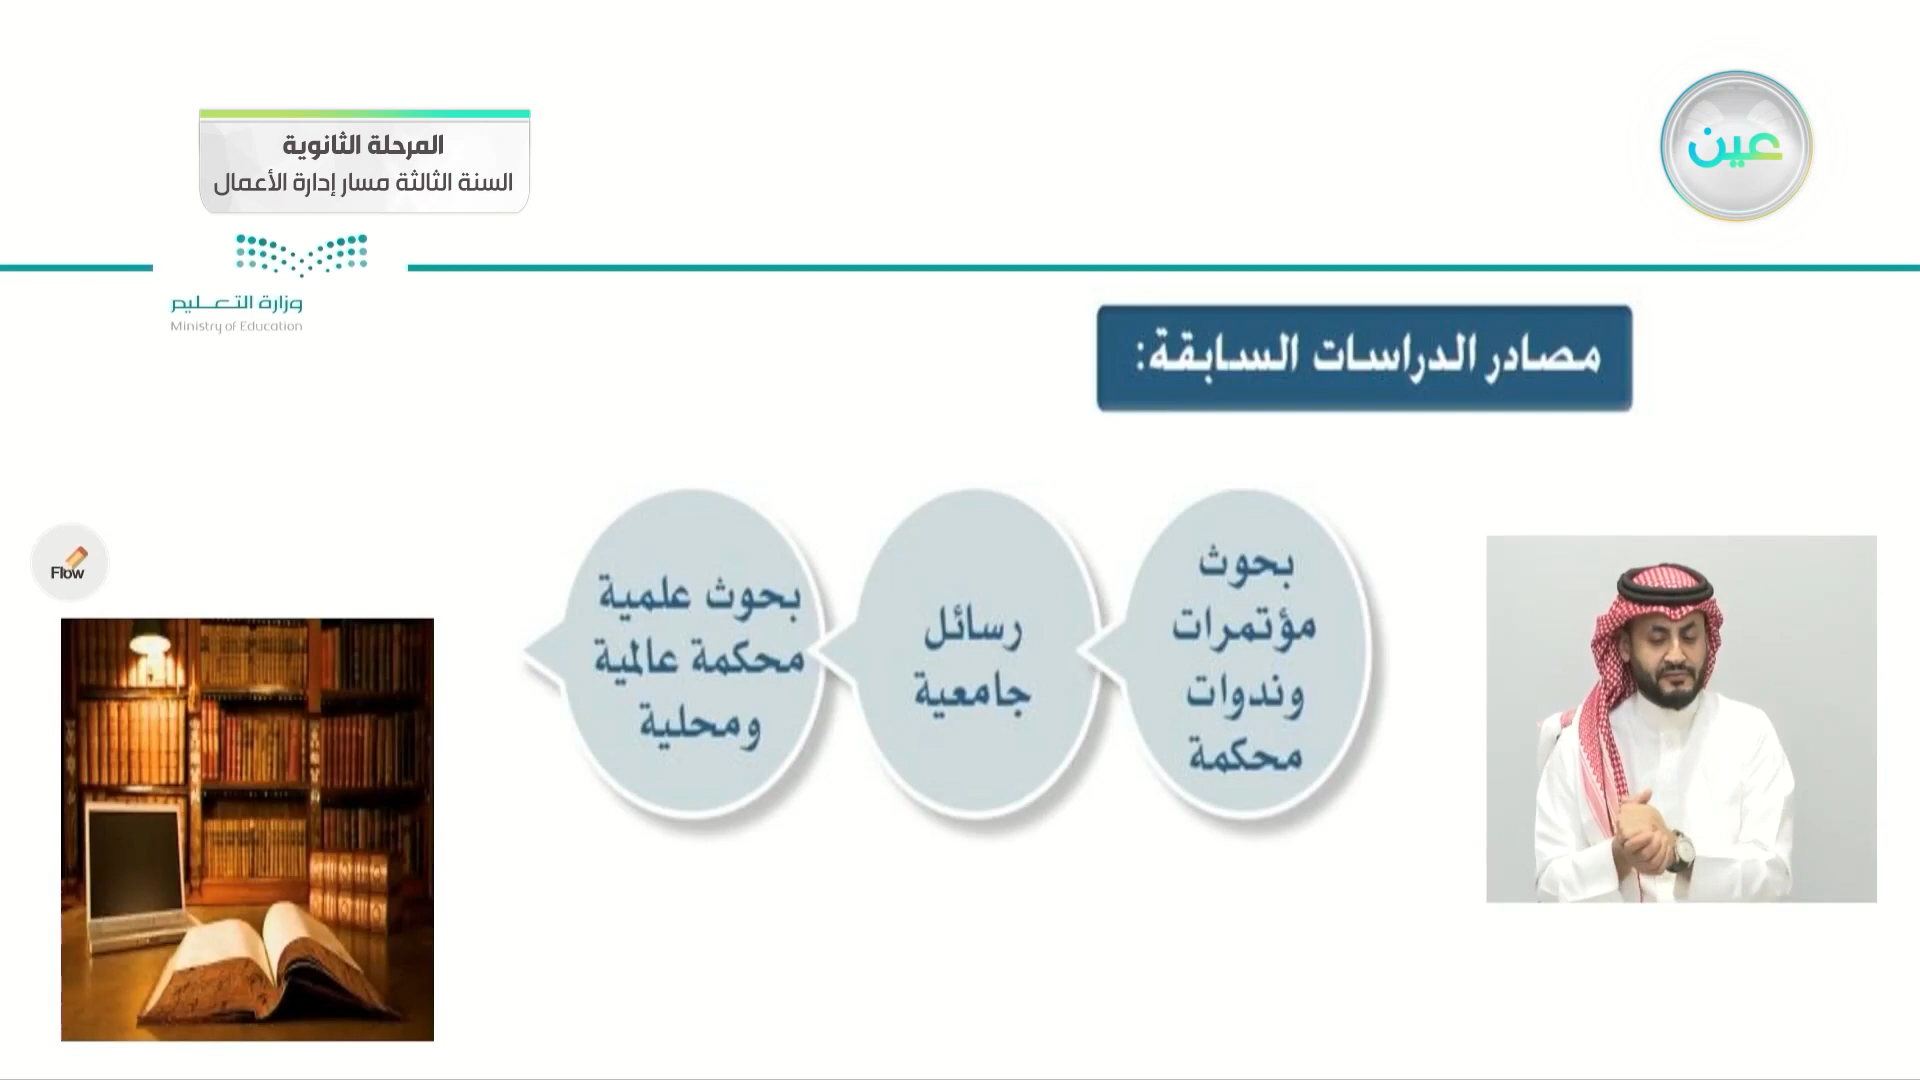 المرحلة الثانوية
السنة الثالثة مسار إدارة الأعمال
عين
وزارة التعليم
Ministry of Education
مصادر الدراسات السابقة:
بحوث
مؤتمرات
وندوات
محكمة
رسائل
جامعية
بحوث علمية
محكمة عالمية
ومحلية
Flow